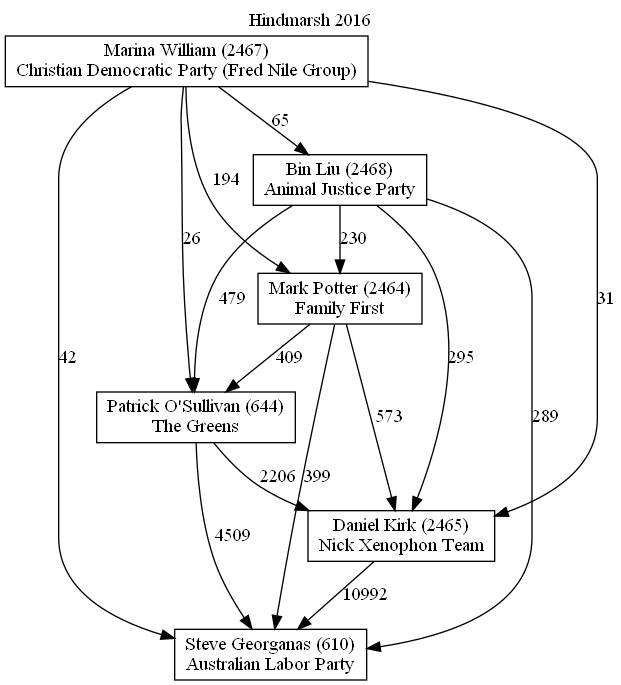 Hindmarsh 2016
Marina William (2467)
Christian Democratic Party (Fred Nile Group)
65
Bin Liu (2468)
Animal Justice Party
194
26
230
479
Mark Potter (2464)
Family First
31
42
409
295
Patrick O'Sullivan (644)
The Greens
573
289
2206
399
Daniel Kirk (2465)
Nick Xenophon Team
4509
10992
Steve Georganas (610)
Australian Labor Party